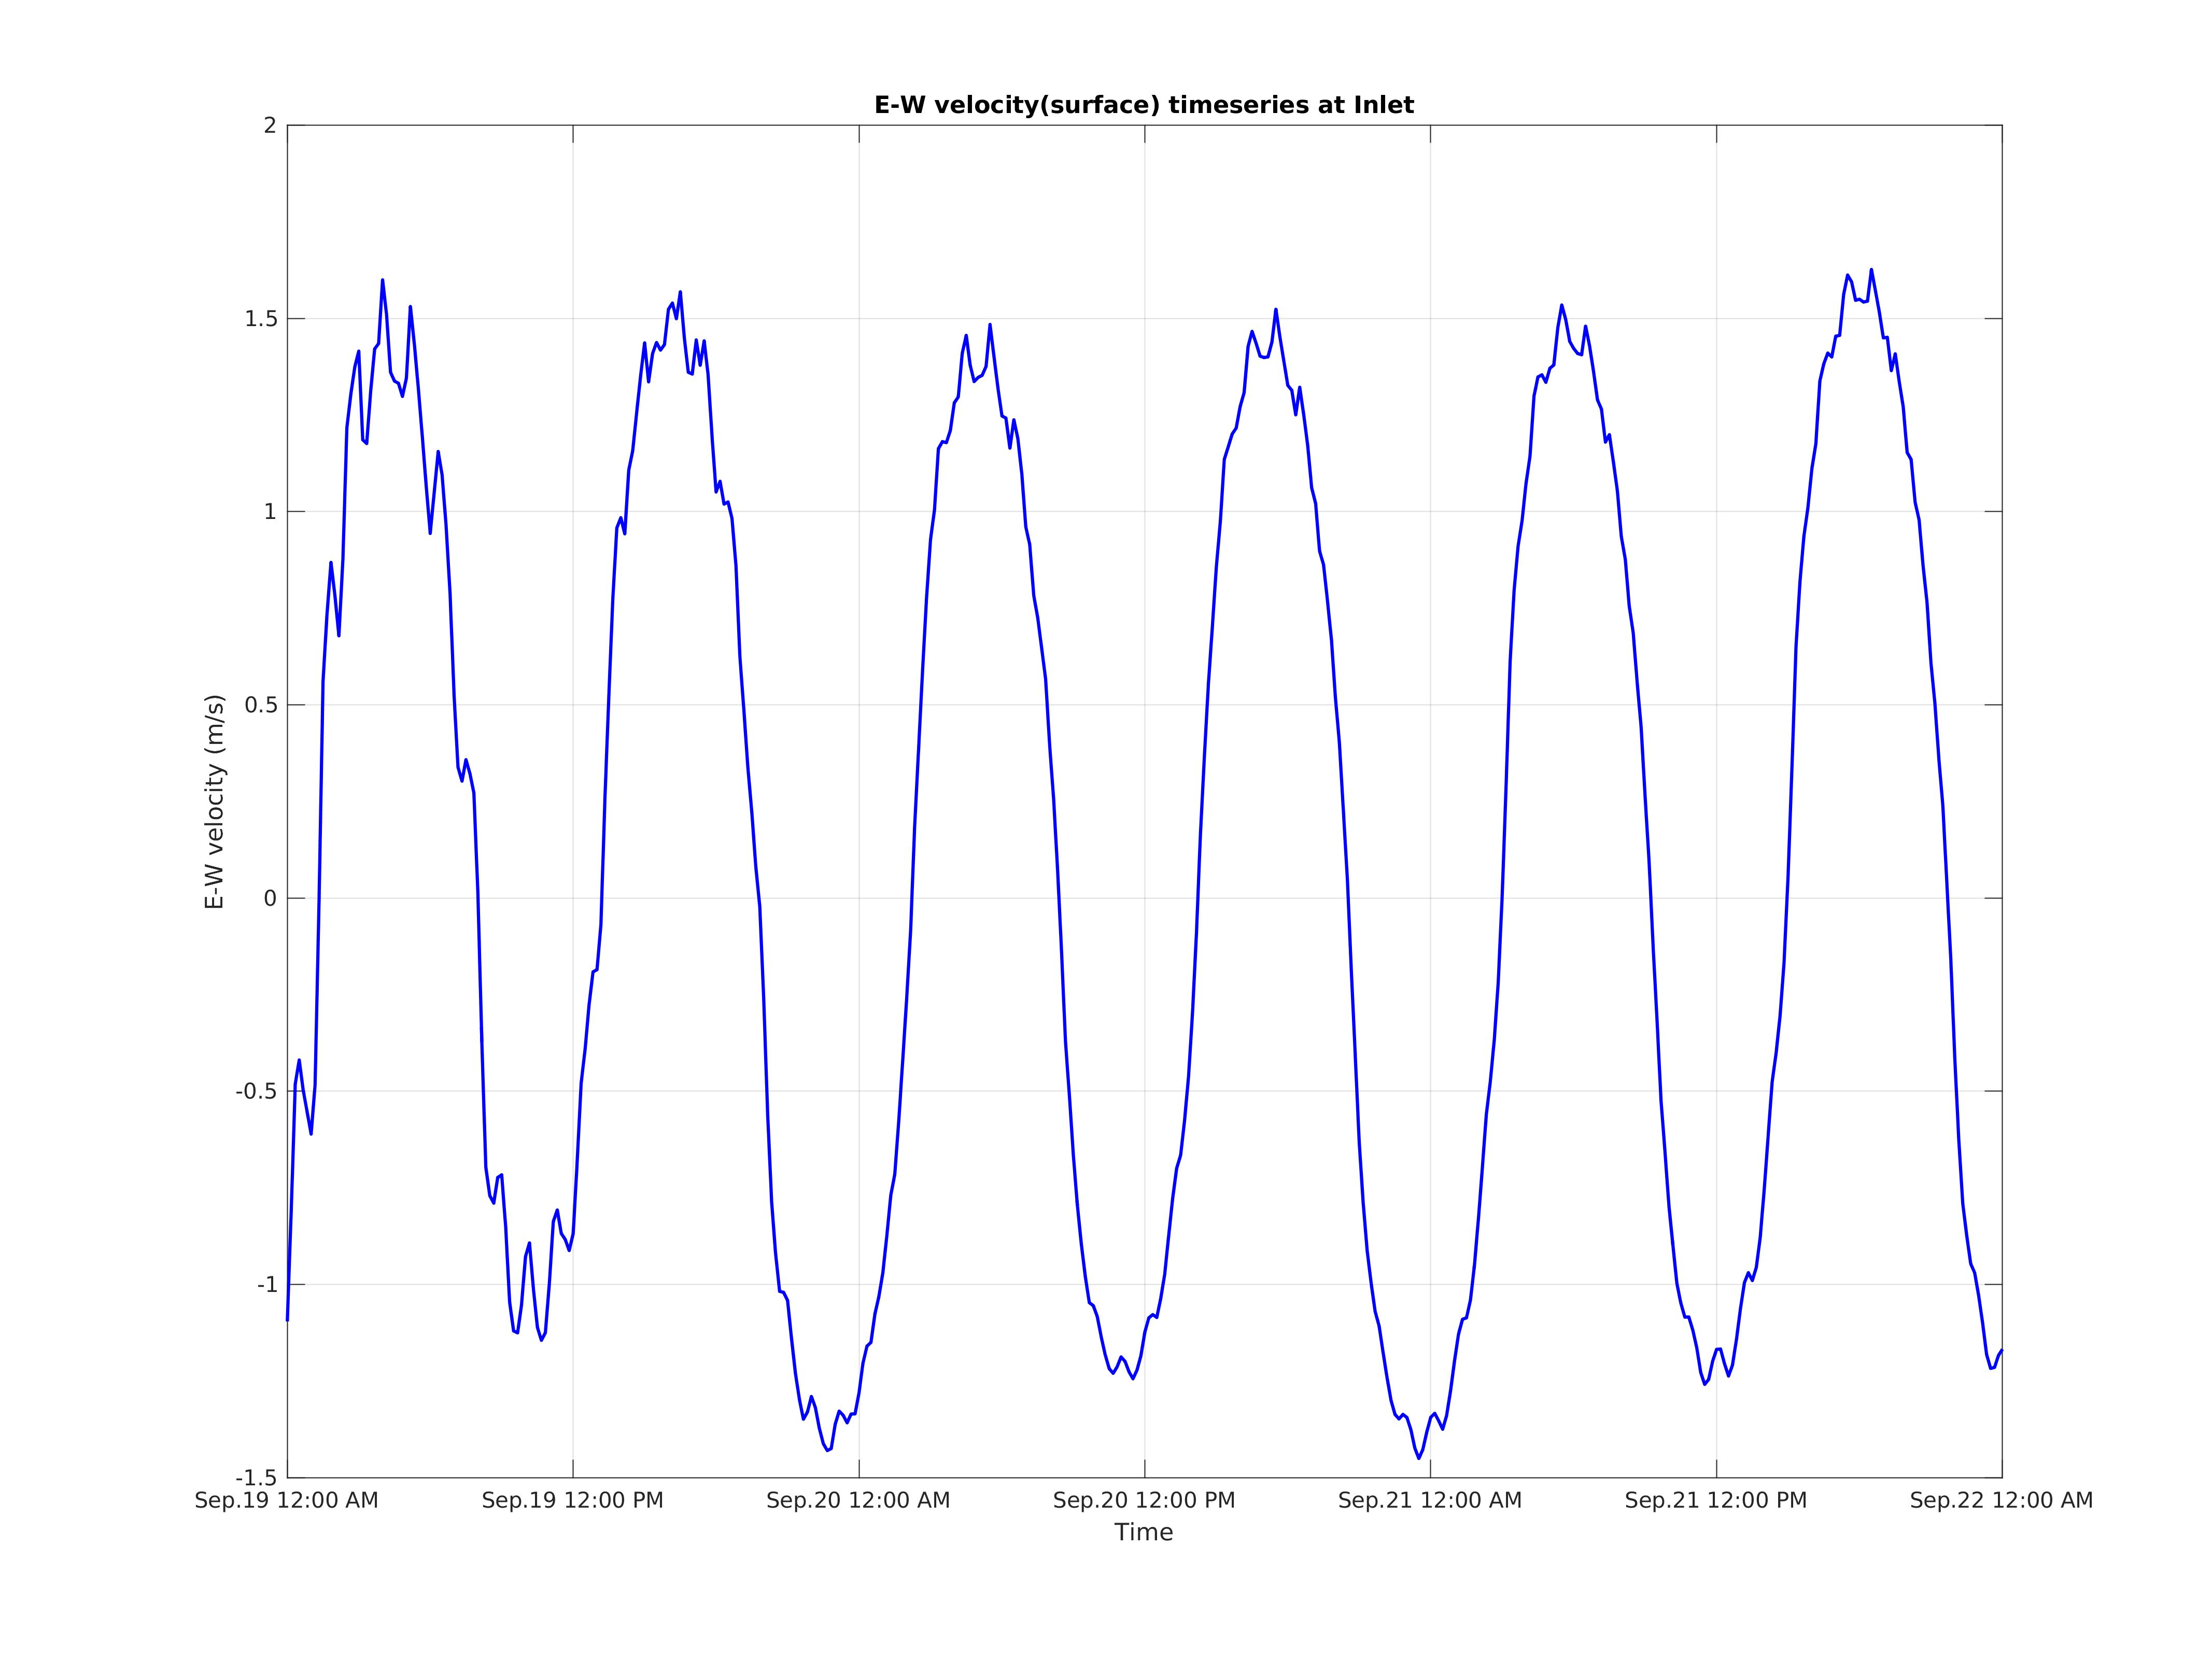 E-W velocity(surface) timeseries at Inlet
2
1.5
1
0.5
0
-0.5
-1
-1.5
E-W velocity (m/s)
Sep.19 12:00 AM Sep.19 12:00 PM Sep.20 12:00 AM Sep.20 12:00 PM Sep.21 12:00 AM Sep.21 12:00 PM Sep.22 12:00 AM
Time